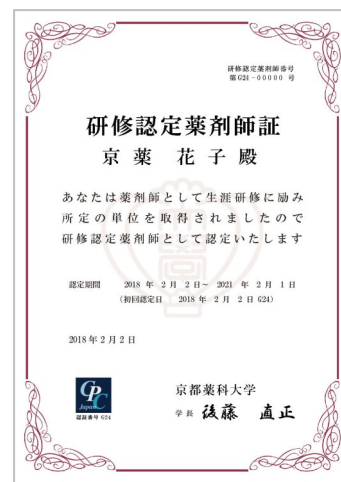 研修認定薬剤師番号
第G24-00000 号
研修認定薬剤師証
京薬 花子殿
あなたは薬剤師として生涯研修に励み
所定の単位を取得されましたので
研修認定薬剤師として認定いたします
認定期間 2018 年 2 月 2 日~ 2021 年 2 月 1 日
(初回認定日 2018 年 2 月 2 日 G24)
2018 年 2 月 2 日
GPC
Japan
認証番号 G24
京都薬科大学
学長 後藤 直正